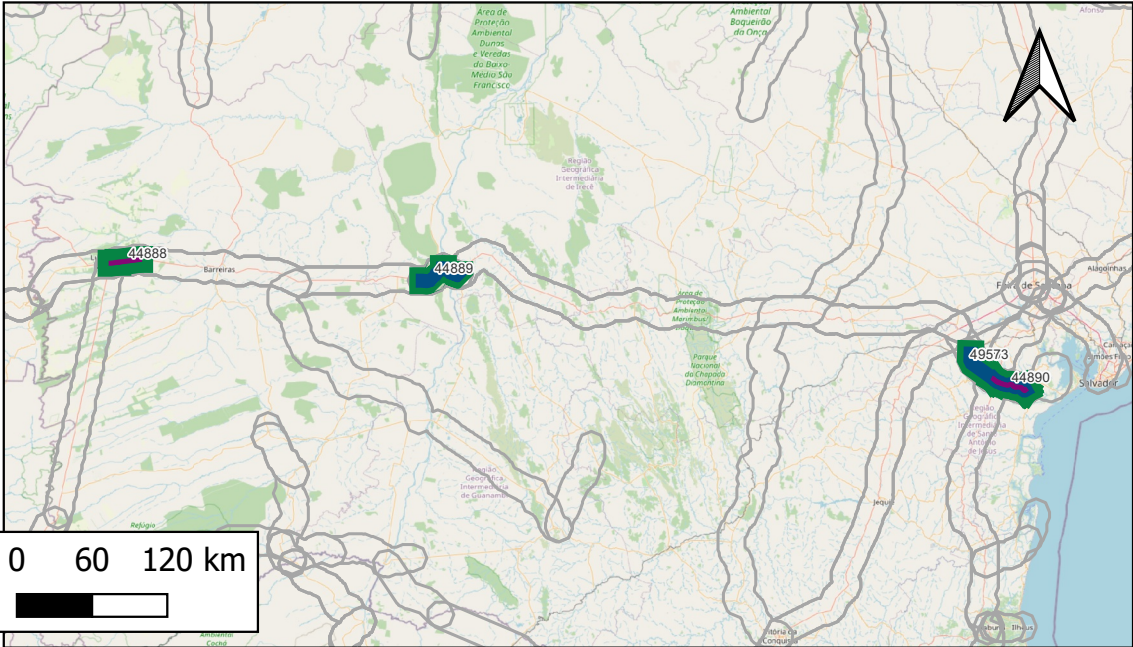 Área de
Proteção
Ambiental
Dunas
e Veredas
do Baixo-
Médio São
Francisco
Ambiental
Boqueirão
da Onça
Região
Geográfica
Intermediária
de Irecê
44888
Barreiras
44889
Alagoinhas
Área de
Proteção
Ambiental
Marimbus/
Parque
Nacional
da Chapada
Diamantina
49573
44890
Salvador
Região
Geográfica
Intermediária
de Santo
Antônio
de Jesus
Região
Geográfica
Intermediária
de Guanambi
Jequié
Refúgio
0 60 120 km
Ambiental
Cochá
Vitória da
Conquista
Ilhéus